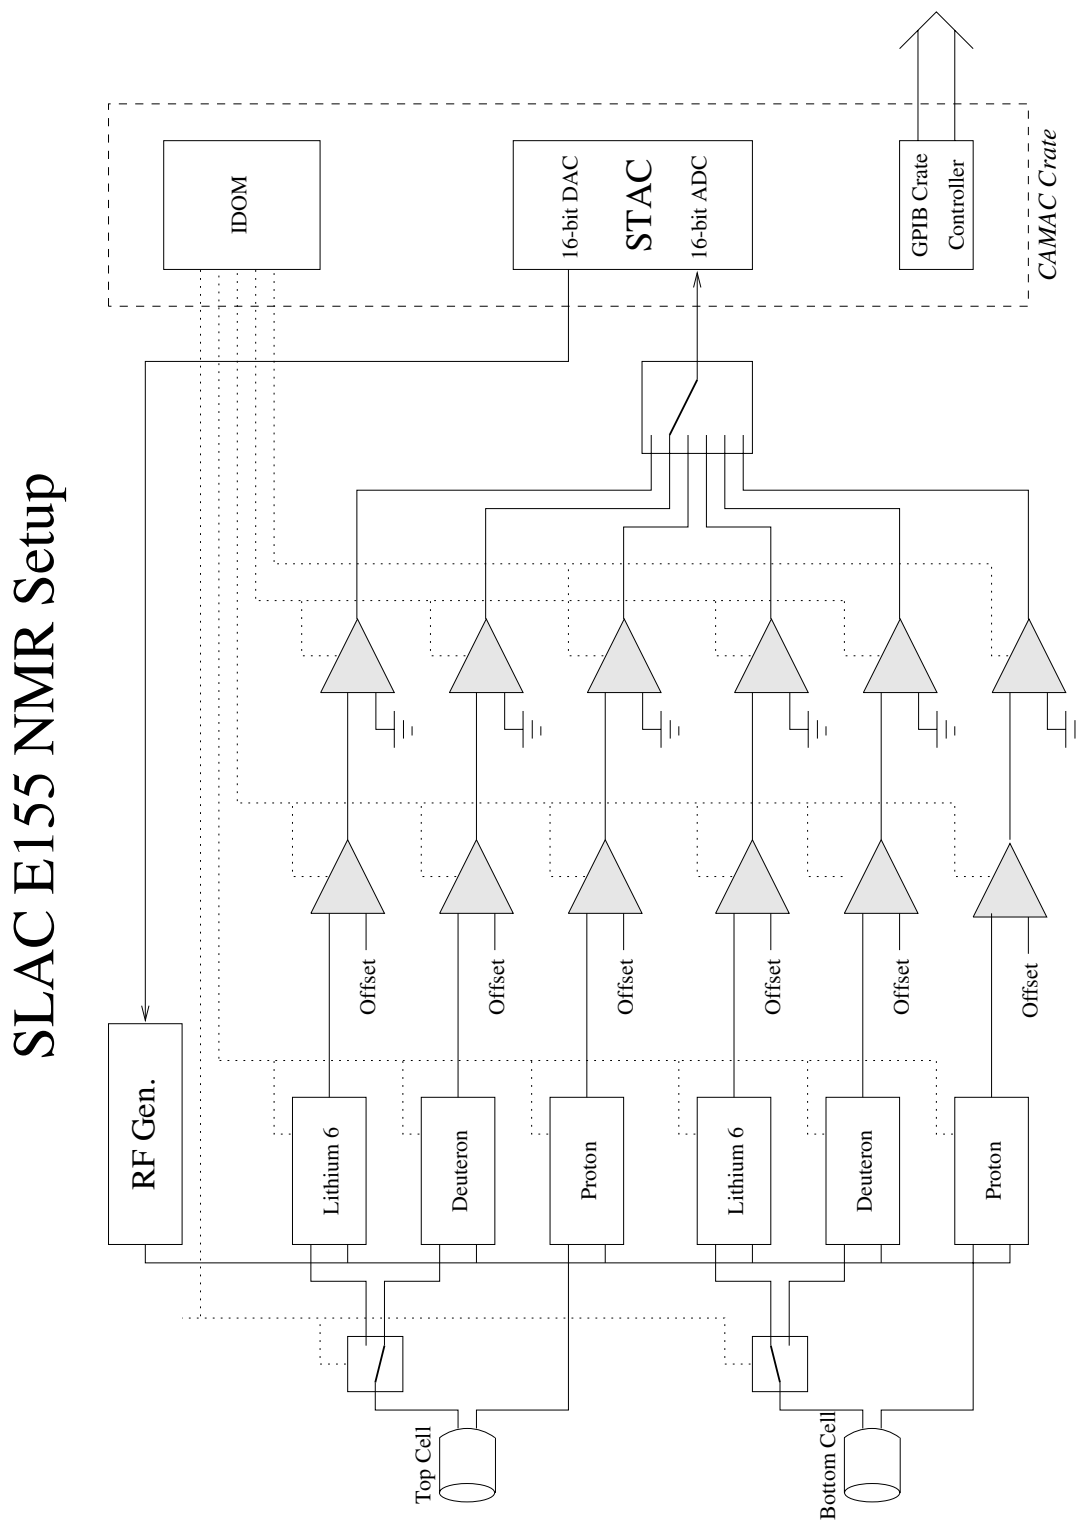 SLAC E155 NMR Setup
RF Gen.
IDOM
Lithium 6
Offset
Deuteron
Offset
16-bit DAC
STAC
16-bit ADC
Top Cell
Proton
Offset
Lithium 6
Offset
Deuteron
Offset
GPIB Crate
Controller
Bottom Cell
Proton
Offset
CAMAC Crate